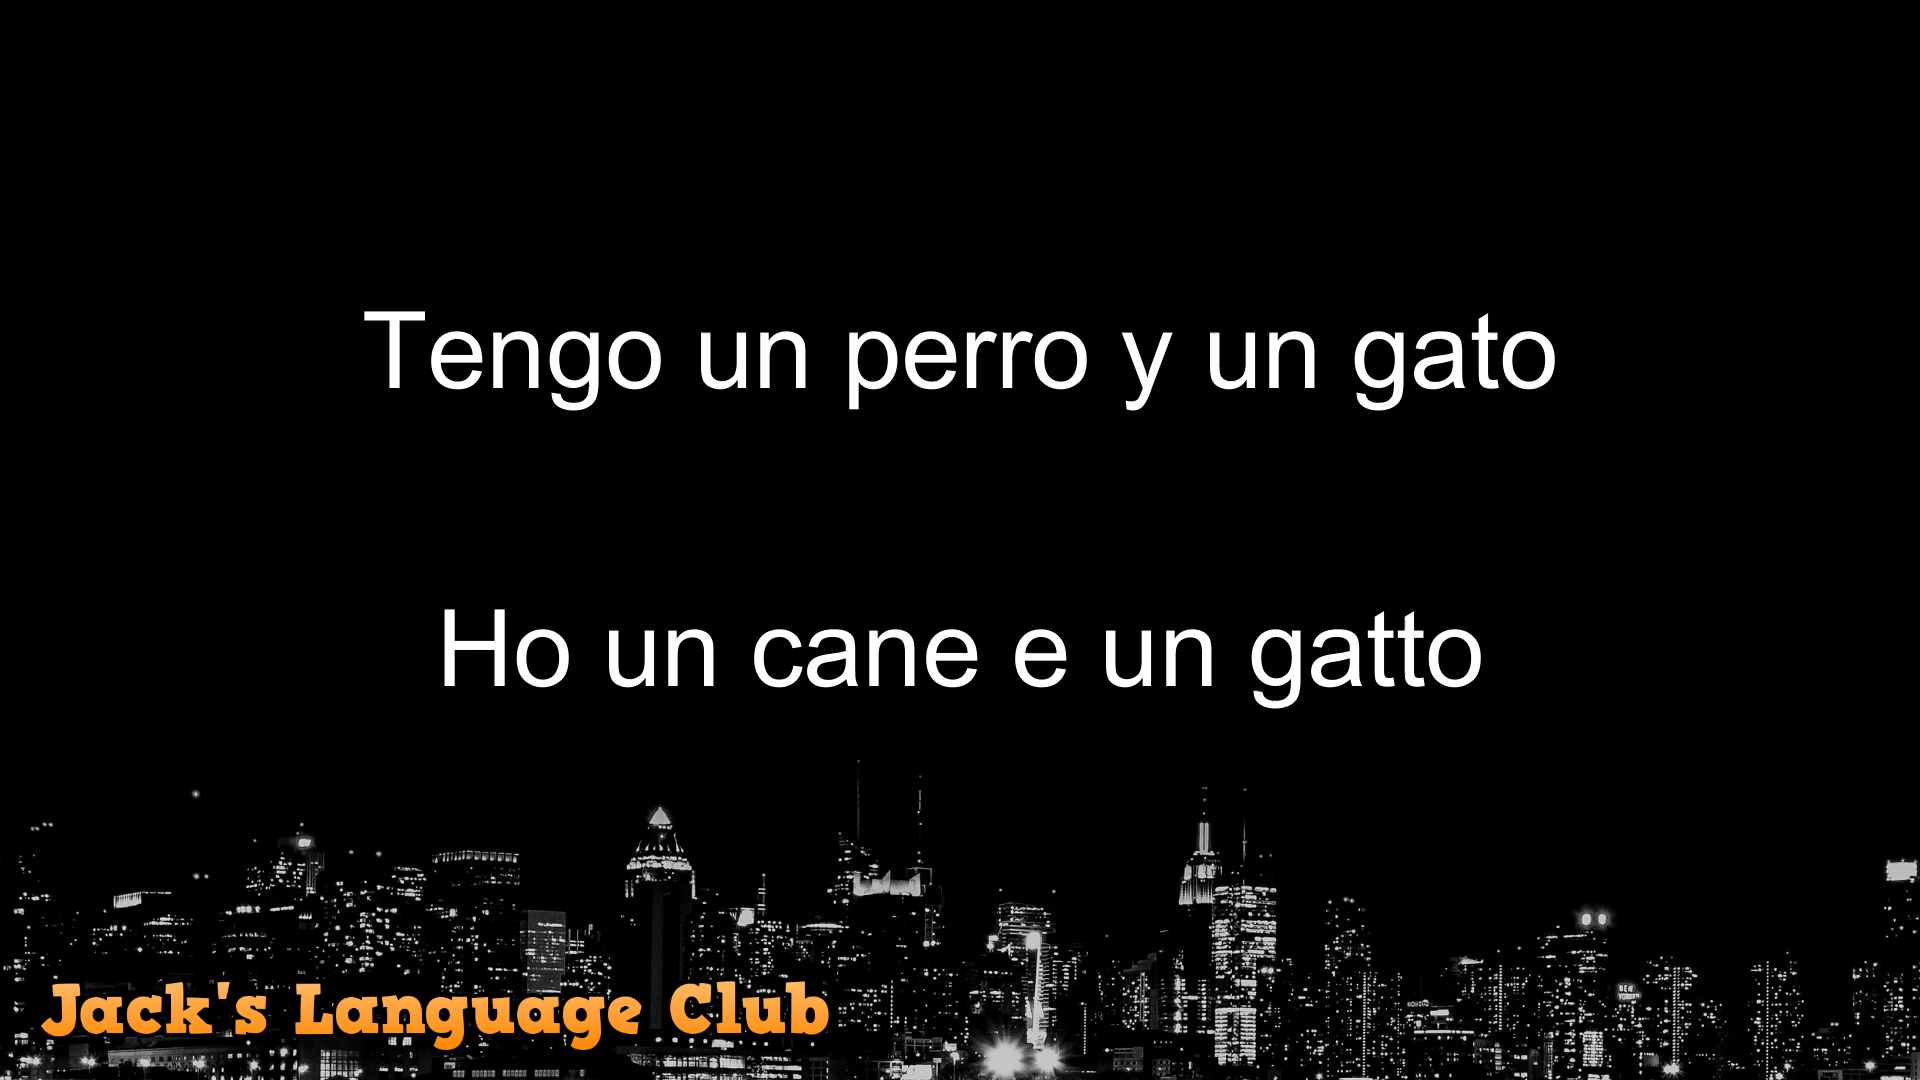 Tengo un perro y un gato
Ho un cane e un gatto
Jack's Language Club